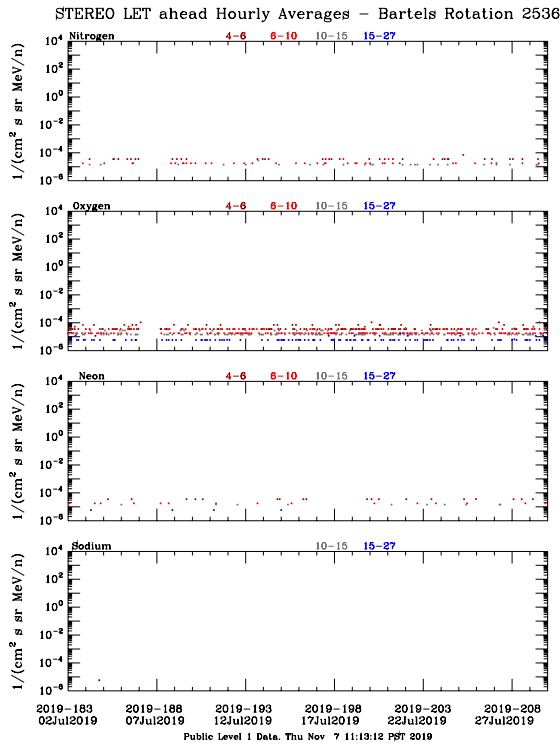 STEREO LET ahead Hourly Averages – Bartels Rotation 2536
Nitrogen 4-6 6-10 10-15 15-27
10^4
10^2
10^0
10^-2
10^-4
10^-6
1/(cm^2 s sr MeV/n)
Oxygen 4-6 6-10 10-15 15-27
10^4
10^2
10^0
10^-2
10^-4
10^-6
1/(cm^2 s sr MeV/n)
Neon 4-6 6-10 10-15 15-27
10^4
10^2
10^0
10^-2
10^-4
10^-6
1/(cm^2 s sr MeV/n)
Sodium 10-15 15-27
10^4
10^2
10^0
10^-2
10^-4
10^-6
1/(cm^2 s sr MeV/n)
2019-183 2019-188 2019-193 2019-198 2019-203 2019-208
02Jul2019 07Jul2019 12Jul2019 17Jul2019 22Jul2019 27Jul2019
Public Level 1 Data, Thu Nov 7 11:13:12 PST 2019